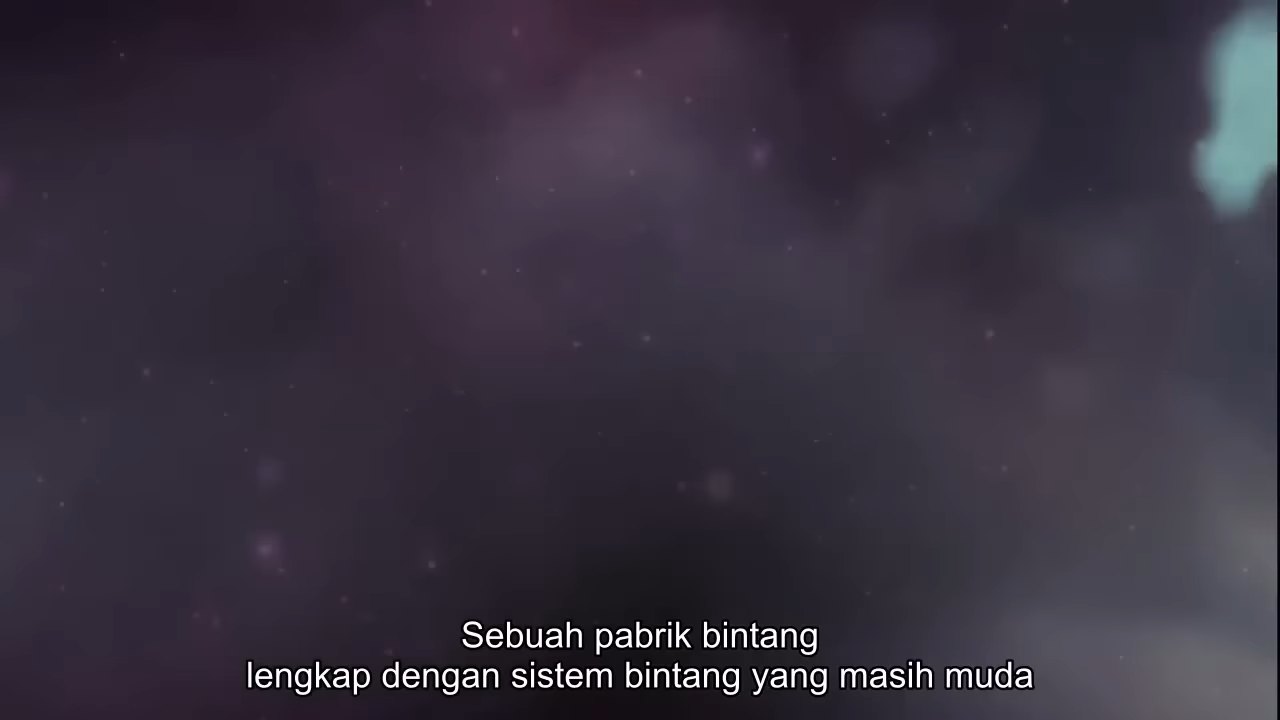 Sebuah pabrik bintang
lengkap dengan sistem bintang yang masih muda